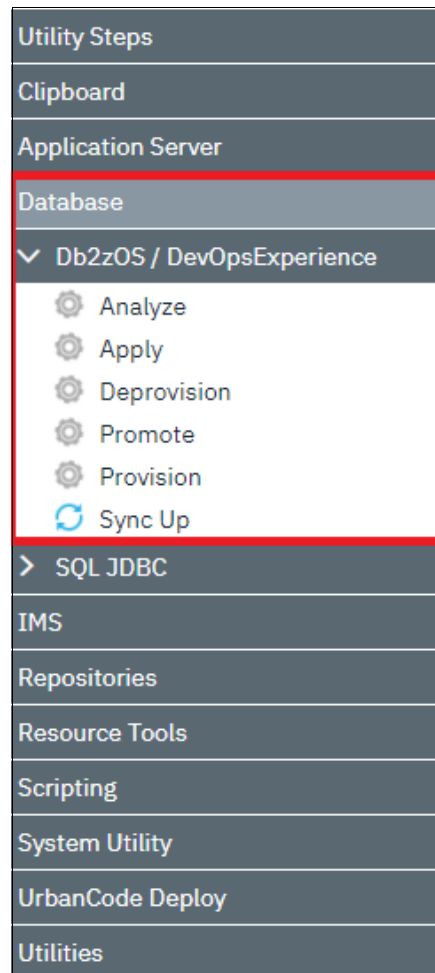 Utility Steps
Clipboard
Application Server
Database
Db2zOS / DevOpsExperience
Analyze
Apply
Deprovision
Promote
Provision
Sync Up
SQL JDBC
IMS
Repositories
Resource Tools
Scripting
System Utility
UrbanCode Deploy
Utilities